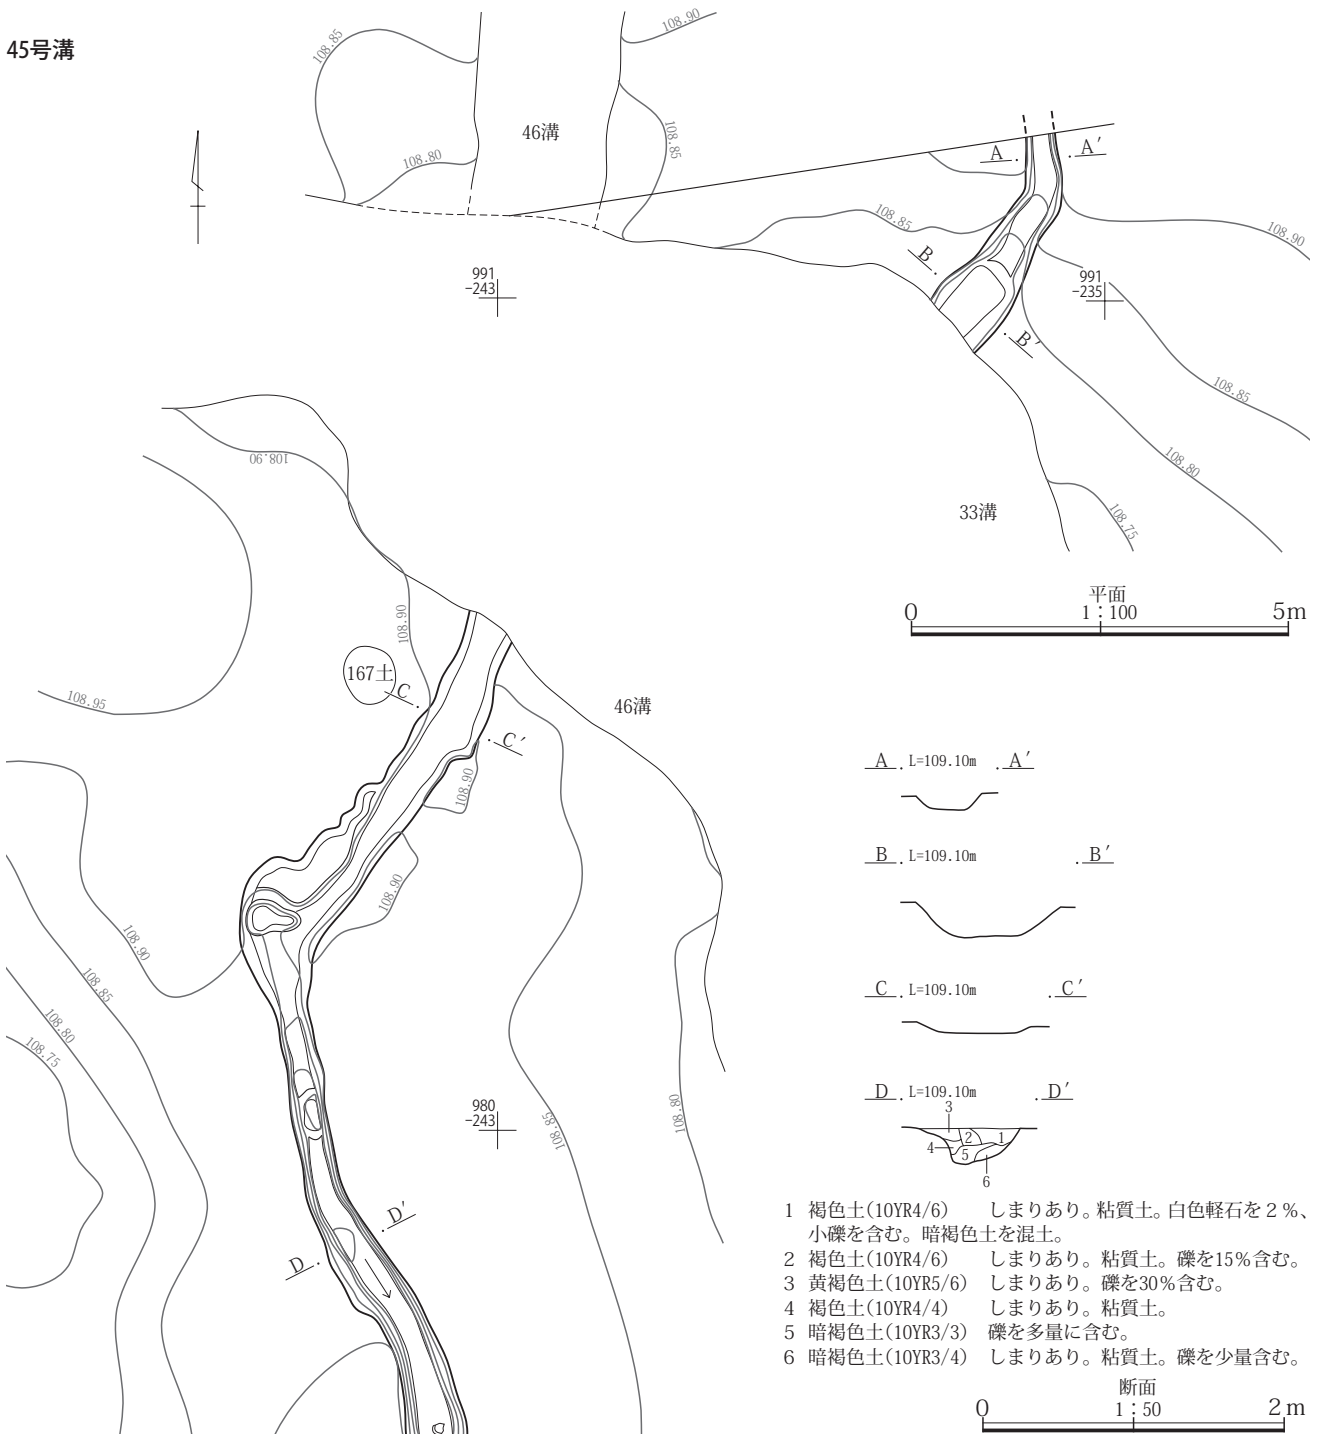 45号溝
108.85
108.90
46溝
108.85
108.80
A
A′
108.85
108.90
B
991
-243
991
-235
B′
108.85
108.90
108.80
33溝
108.75
平面
1：100
0
5m
108.90
167土
C
108.95
46溝
C′
108.90
A
L=109.10m
A′
108.90
B
L=109.10m
B′
108.90
108.85
108.80
108.75
C
L=109.10m
C′
980
-243
108.85
108.80
D
L=109.10m
D′
3
2
1
4
5
6
D′
D
1 褐色土(10YR4/6) しまりあり。粘質土。白色軽石を２%、
小礫を含む。暗褐色土を混土。
2 褐色土(10YR4/6) しまりあり。粘質土。礫を15%含む。
3 黄褐色土(10YR5/6) しまりあり。礫を30%含む。
4 褐色土(10YR4/4) しまりあり。粘質土。
5 暗褐色土(10YR3/3) 礫を多量に含む。
6 暗褐色土(10YR3/4) しまりあり。粘質土。礫を少量含む。
断面
1：50
0
2m